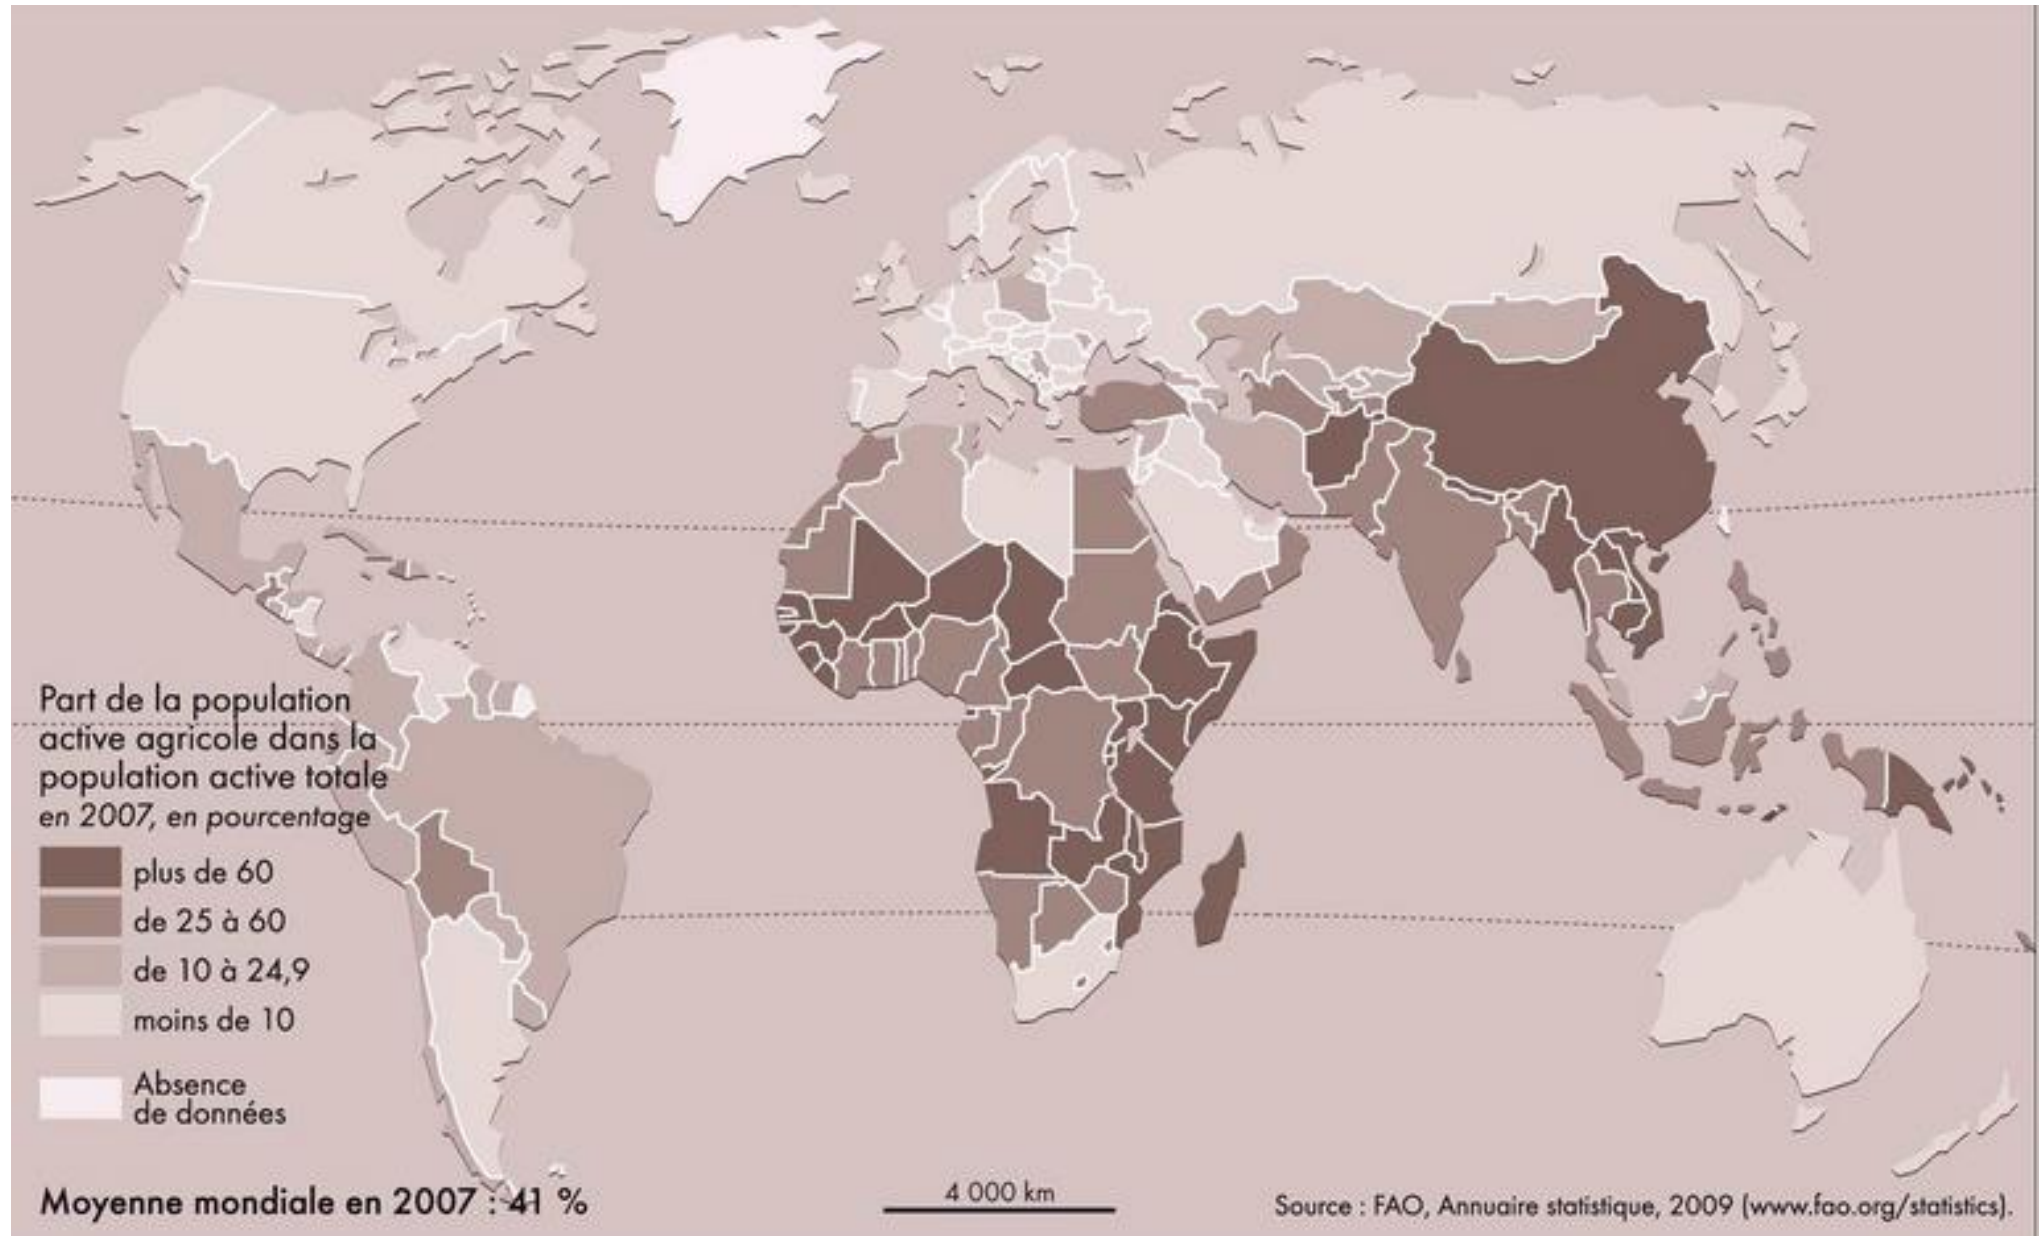 Part de la population
active agricole dans la
population active totale
en 2007, en pourcentage
plus de 60
de 25 à 60
de 10 à 24,9
moins de 10
Absence
de données
Moyenne mondiale en 2007 : 41 %
4 000 km
Source : FAO, Annuaire statistique, 2009 (www.fao.org/statistics).